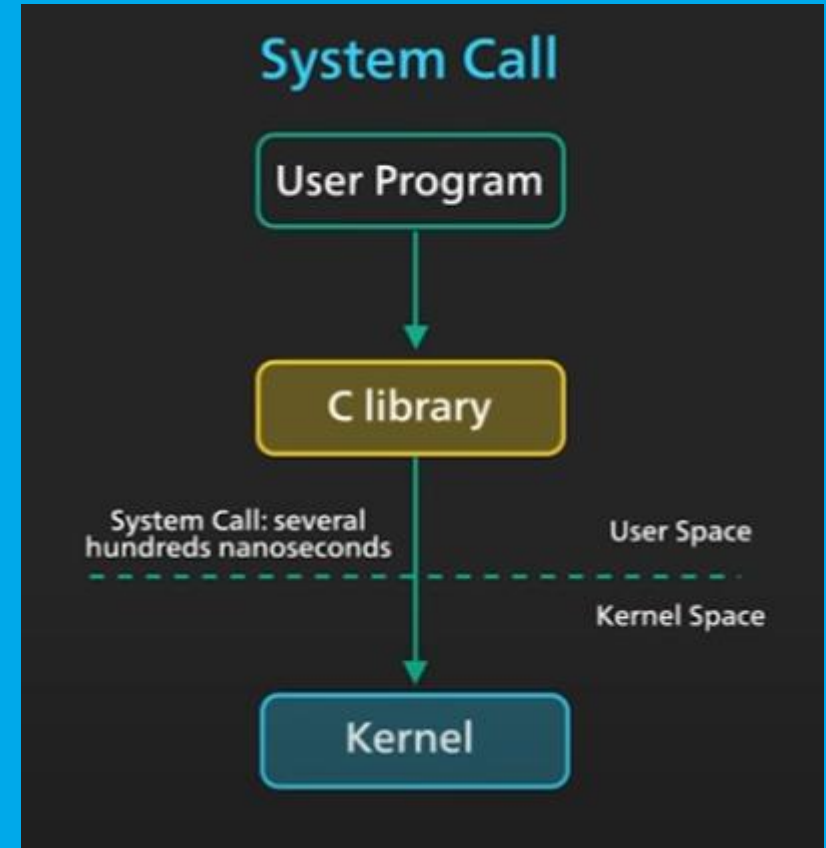 System Call
User Program
C library
System Call: several
hundreds nanoseconds
User Space
Kernel Space
Kernel